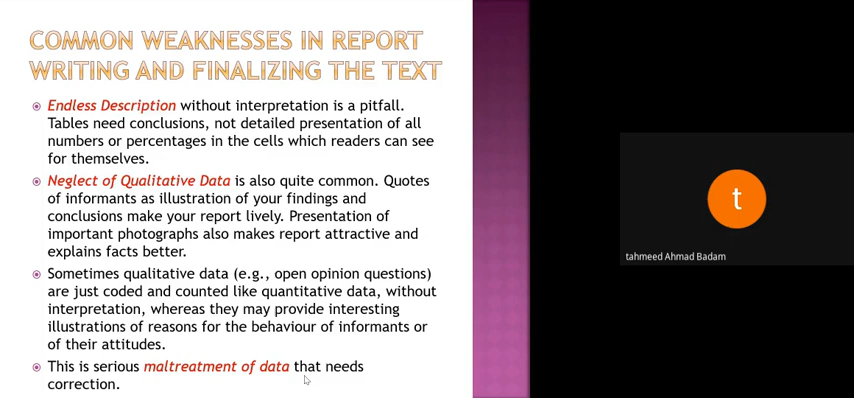 COMMON WEAKNESSES IN REPORT
WRITING AND FINALIZING THE TEXT
Endless Description without interpretation is a pitfall.
Tables need conclusions, not detailed presentation of all
numbers or percentages in the cells which readers can see
for themselves.
Neglect of Qualitative Data is also quite common. Quotes
of informants as illustration of your findings and
conclusions make your report lively. Presentation of
important photographs also makes report attractive and
explains facts better.
Sometimes qualitative data (e.g., open opinion questions)
are just coded and counted like quantitative data, without
interpretation, whereas they may provide interesting
illustrations of reasons for the behaviour of informants or
of their attitudes.
This is serious maltreatment of data that needs
correction.
t
tahmeed Ahmad Badam